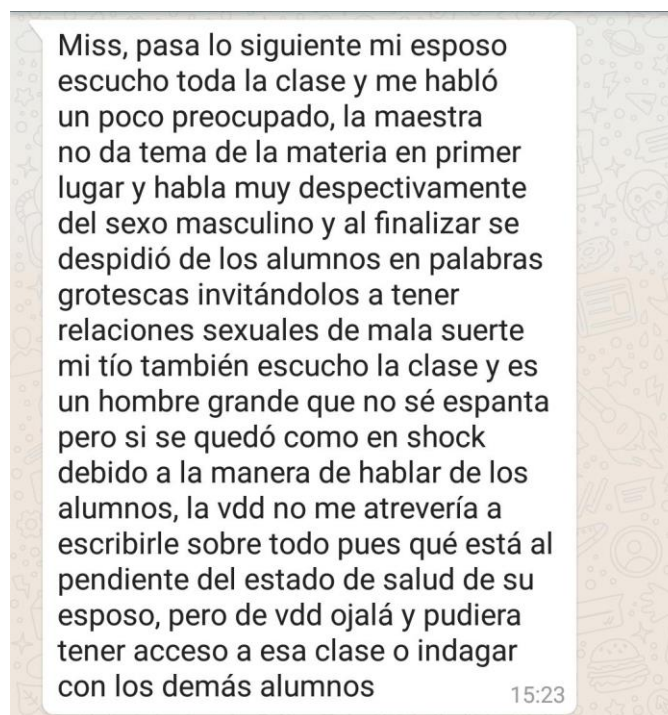 Miss, pasa lo siguiente mi esposo
escucho toda la clase y me habló
un poco preocupado, la maestra
no da tema de la materia en primer
lugar y habla muy despectivamente
del sexo masculino y al finalizar se
despidió de los alumnos en palabras
grotescas invitándolos a tener
relaciones sexuales de mala suerte
mi tío también escucho la clase y es
un hombre grande que no sé espanta
pero si se quedó como en shock
debido a la manera de hablar de los
alumnos, la vdd no me atrevería a
escribirle sobre todo pues qué está al
pendiente del estado de salud de su
esposo, pero de vdd ojalá y pudiera
tener acceso a esa clase o indagar
con los demás alumnos
15:23